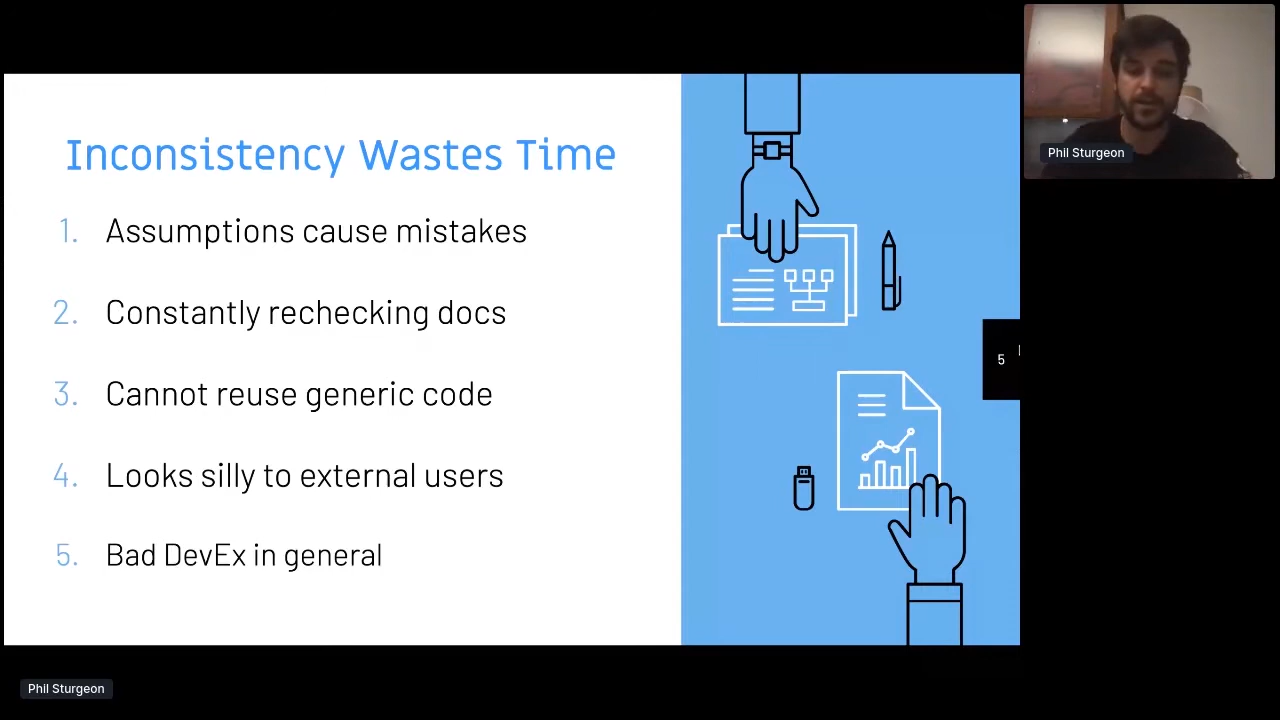 Inconsistency Wastes Time
1. Assumptions cause mistakes
2. Constantly rechecking docs
3. Cannot reuse generic code
4. Looks silly to external users
5. Bad DevEx in general
5
Phil Sturgeon
Phil Sturgeon